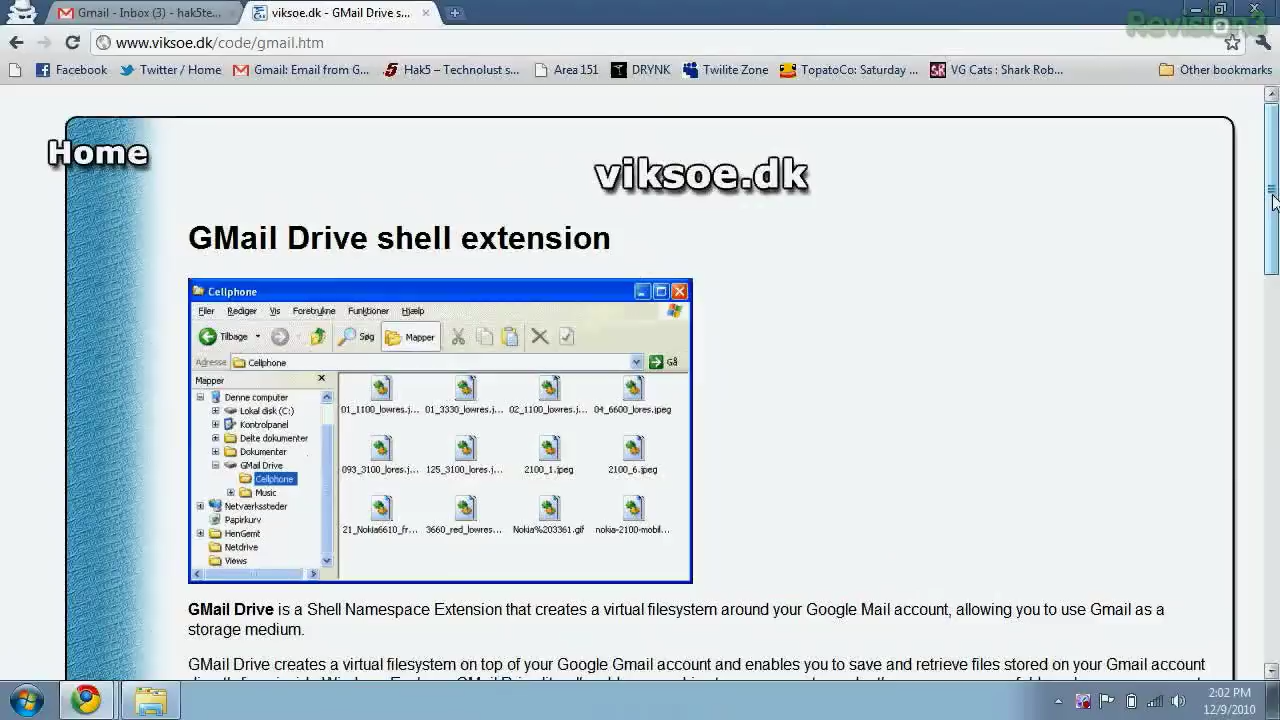 Gmail - Inbox (3) - hak5te...
viksoe.dk - GMail Drive s...
Revision3
www.viksoe.dk/code/gmail.htm
Facebook
Twitter / Home
Gmail: Email from G...
Hak5 – Technolust s...
Area 151
DRYNK
Twilite Zone
TopatoCo: Saturday ...
VG Cats : Shark Rob...
Other bookmarks
Home
viksoe.dk
GMail Drive shell extension
Cellphone
Filer Rediger Vis Foretrukne Funktioner Hjælp
Tilbage Søg Mapper
Adresse Cellphone Gå
Mapper
Denne computer
Lokal disk (C:)
Kontrolpanel
Delte dokumenter
Dokumenter
GMail Drive
Cellphone
Music
Netværkssteder
Papirkurv
HenGemt
Netdrive
Views
01_1100_lowres.j... 01_3330_lowres.j... 02_1100_lowres.j... 04_6600_lores.jpeg
093_3100_lores.j... 125_3100_lores.j... 2100_1.jpeg 2100_6.jpeg
21_Nokia6610_fr... 3660_red_lowres... Nokia%203361.gif nokia-2100-mobil...
GMail Drive is a Shell Namespace Extension that creates a virtual filesystem around your Google Mail account, allowing you to use Gmail as a
storage medium.
GMail Drive creates a virtual filesystem on top of your Google Gmail account and enables you to save and retrieve files stored on your Gmail account
2:02 PM
12/9/2010